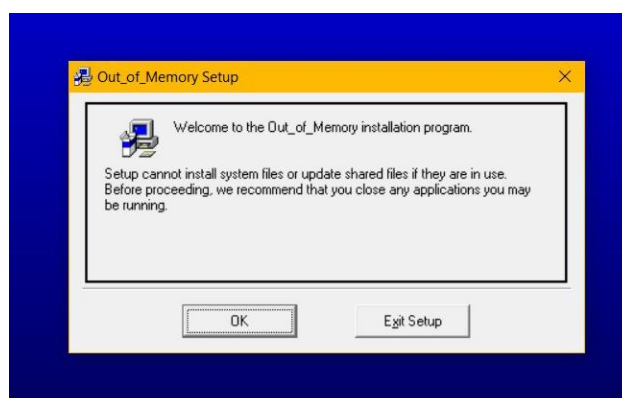 Out_of_Memory Setup
Welcome to the Out_of_Memory installation program.
Setup cannot install system files or update shared files if they are in use.
Before proceeding, we recommend that you close any applications you may
be running.
OK
Exit Setup